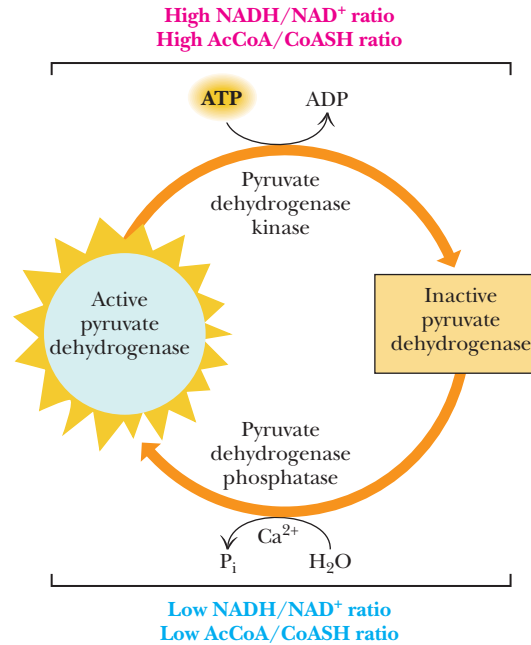 High NADH/NAD⁺ ratio
High AcCoA/CoASH ratio
ATP
ADP
Pyruvate
dehydrogenase
kinase
Active
pyruvate
dehydrogenase
Inactive
pyruvate
dehydrogenase
Pyruvate
dehydrogenase
phosphatase
Ca²⁺
Pᵢ
H₂O
Low NADH/NAD⁺ ratio
Low AcCoA/CoASH ratio